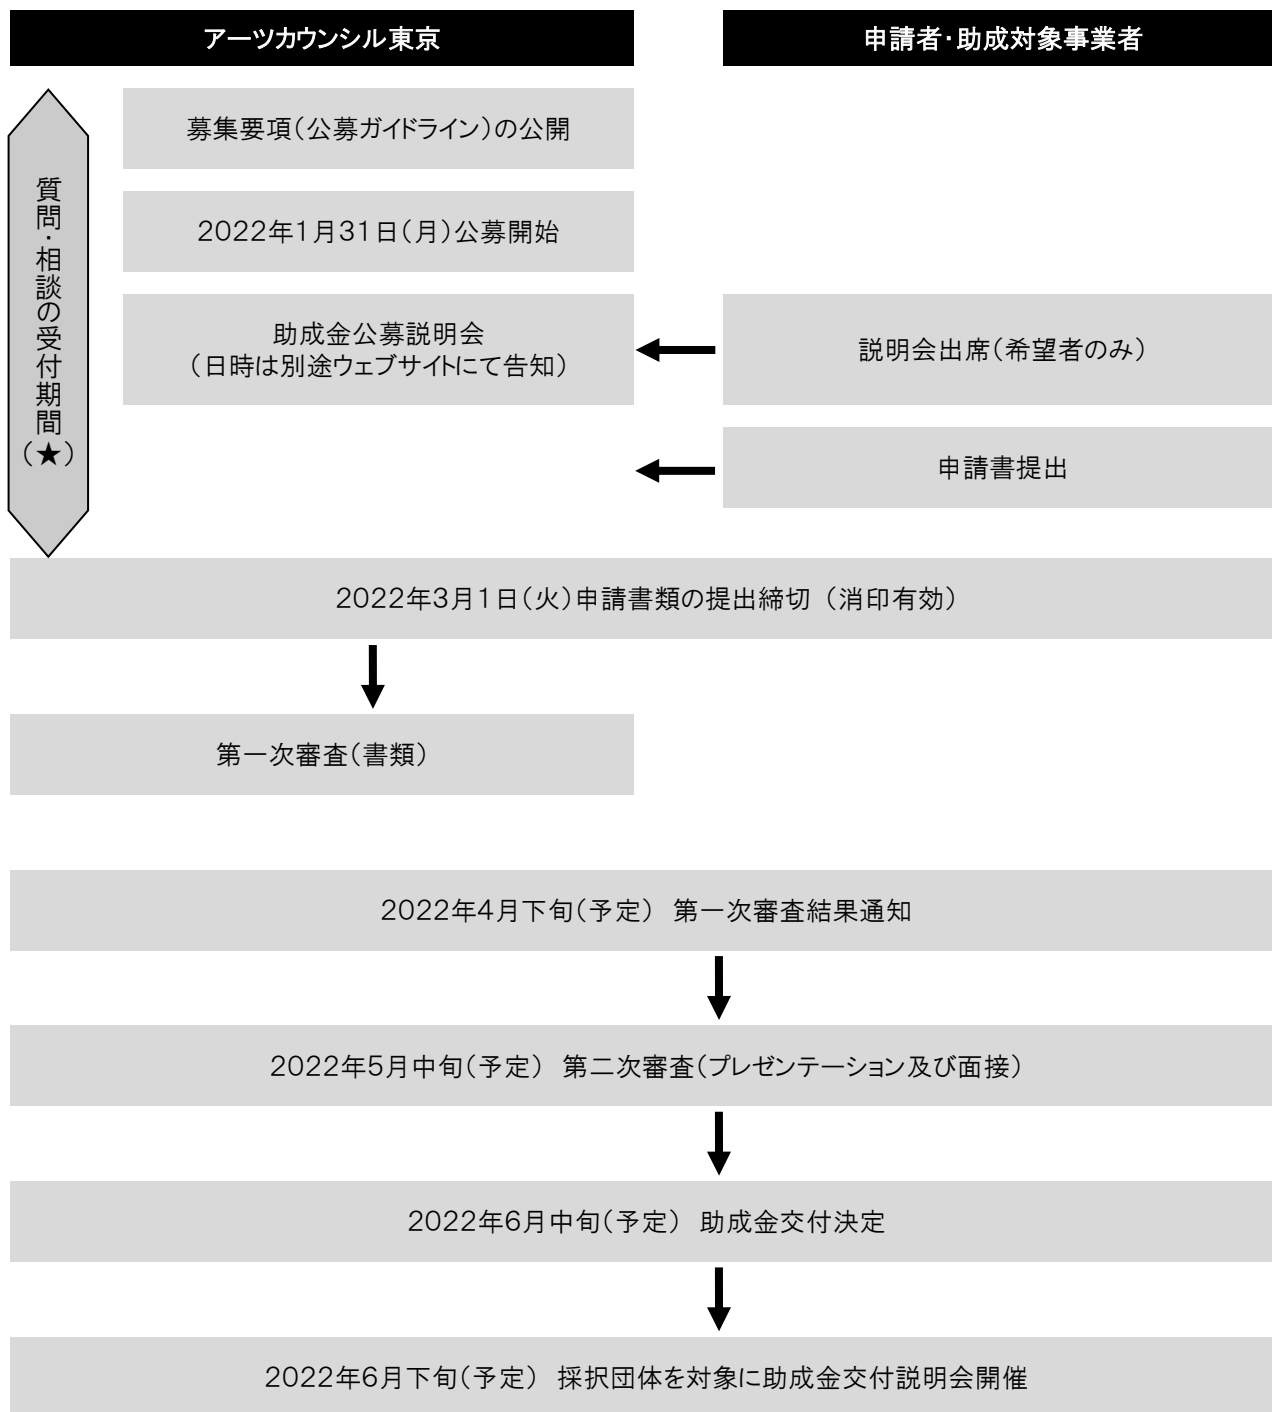 アーツカウンシル東京
申請者・助成対象事業者
質問・相談の受付期間(★)
募集要項(公募ガイドライン)の公開
2022年1月31日(月)公募開始
助成金公募説明会
(日時は別途ウェブサイトにて告知)
説明会出席(希望者のみ)
申請書提出
2022年3月1日(火)申請書類の提出締切 (消印有効)
第一次審査(書類)
2022年4月下旬(予定) 第一次審査結果通知
2022年5月中旬(予定) 第二次審査(プレゼンテーション及び面接)
2022年6月中旬(予定) 助成金交付決定
2022年6月下旬(予定) 採択団体を対象に助成金交付説明会開催